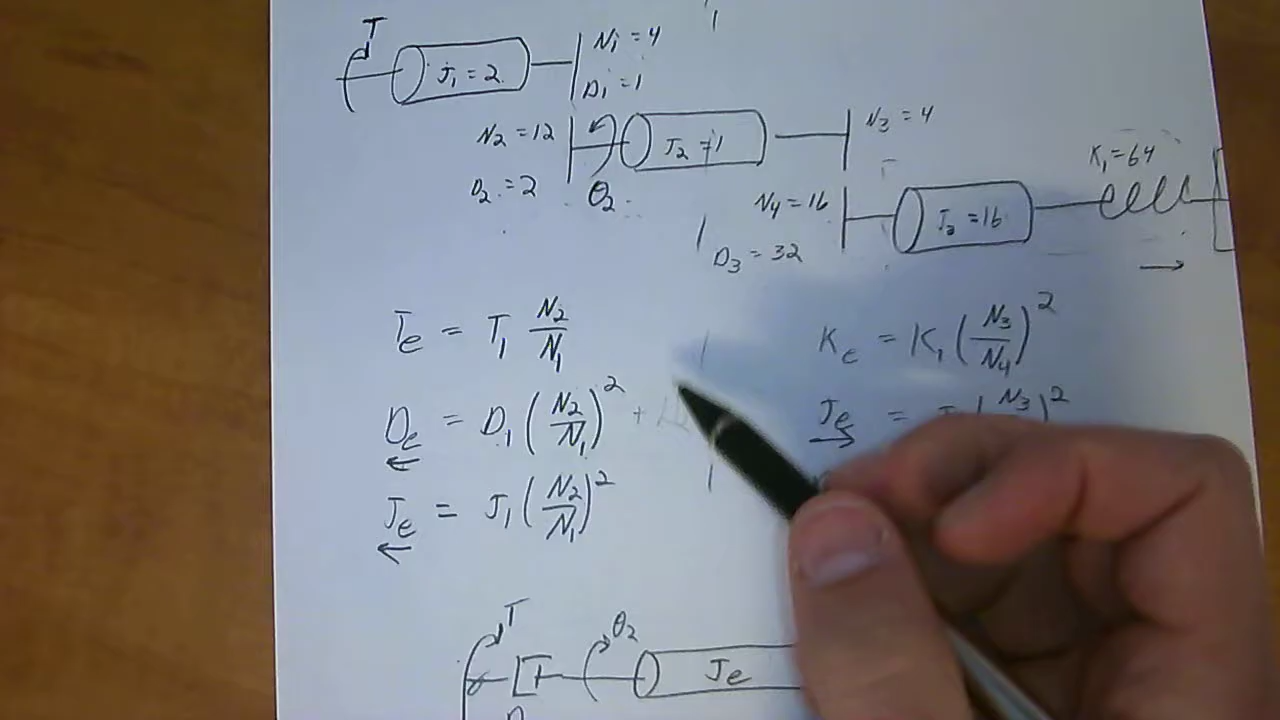 T
J1 = 2
N1 = 4
D1 = 1
N2 = 12
D2 = 2
θ2
J2 = 1
N3 = 4
K1 = 64
N4 = 16
D3 = 32
J3 = 16
Te = T1 N2/N1
De = D1 (N2/N1)^2 +
Je = J1 (N2/N1)^2
Ke = K1 (N3/N4)^2
Je = N3 )^2
T
θ2
Je